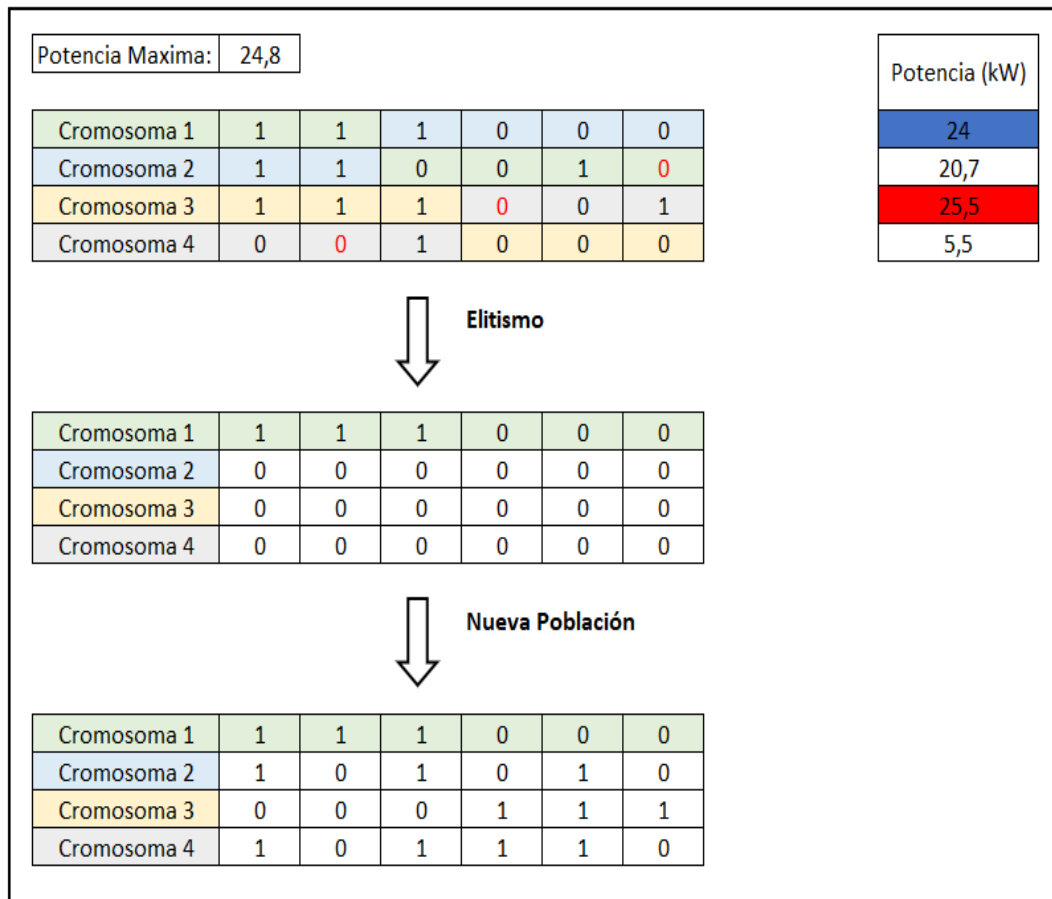 Potencia Maxima: 24,8
Potencia (kW)
Cromosoma 1 1 1 1 0 0 0 24
Cromosoma 2 1 1 0 0 1 0 20,7
Cromosoma 3 1 1 1 0 0 1 25,5
Cromosoma 4 0 0 1 0 0 0 5,5
Elitismo
Cromosoma 1 1 1 1 0 0 0
Cromosoma 2 0 0 0 0 0 0
Cromosoma 3 0 0 0 0 0 0
Cromosoma 4 0 0 0 0 0 0
Nueva Población
Cromosoma 1 1 1 1 0 0 0
Cromosoma 2 1 0 1 0 1 0
Cromosoma 3 0 0 0 1 1 1
Cromosoma 4 1 0 1 1 1 0